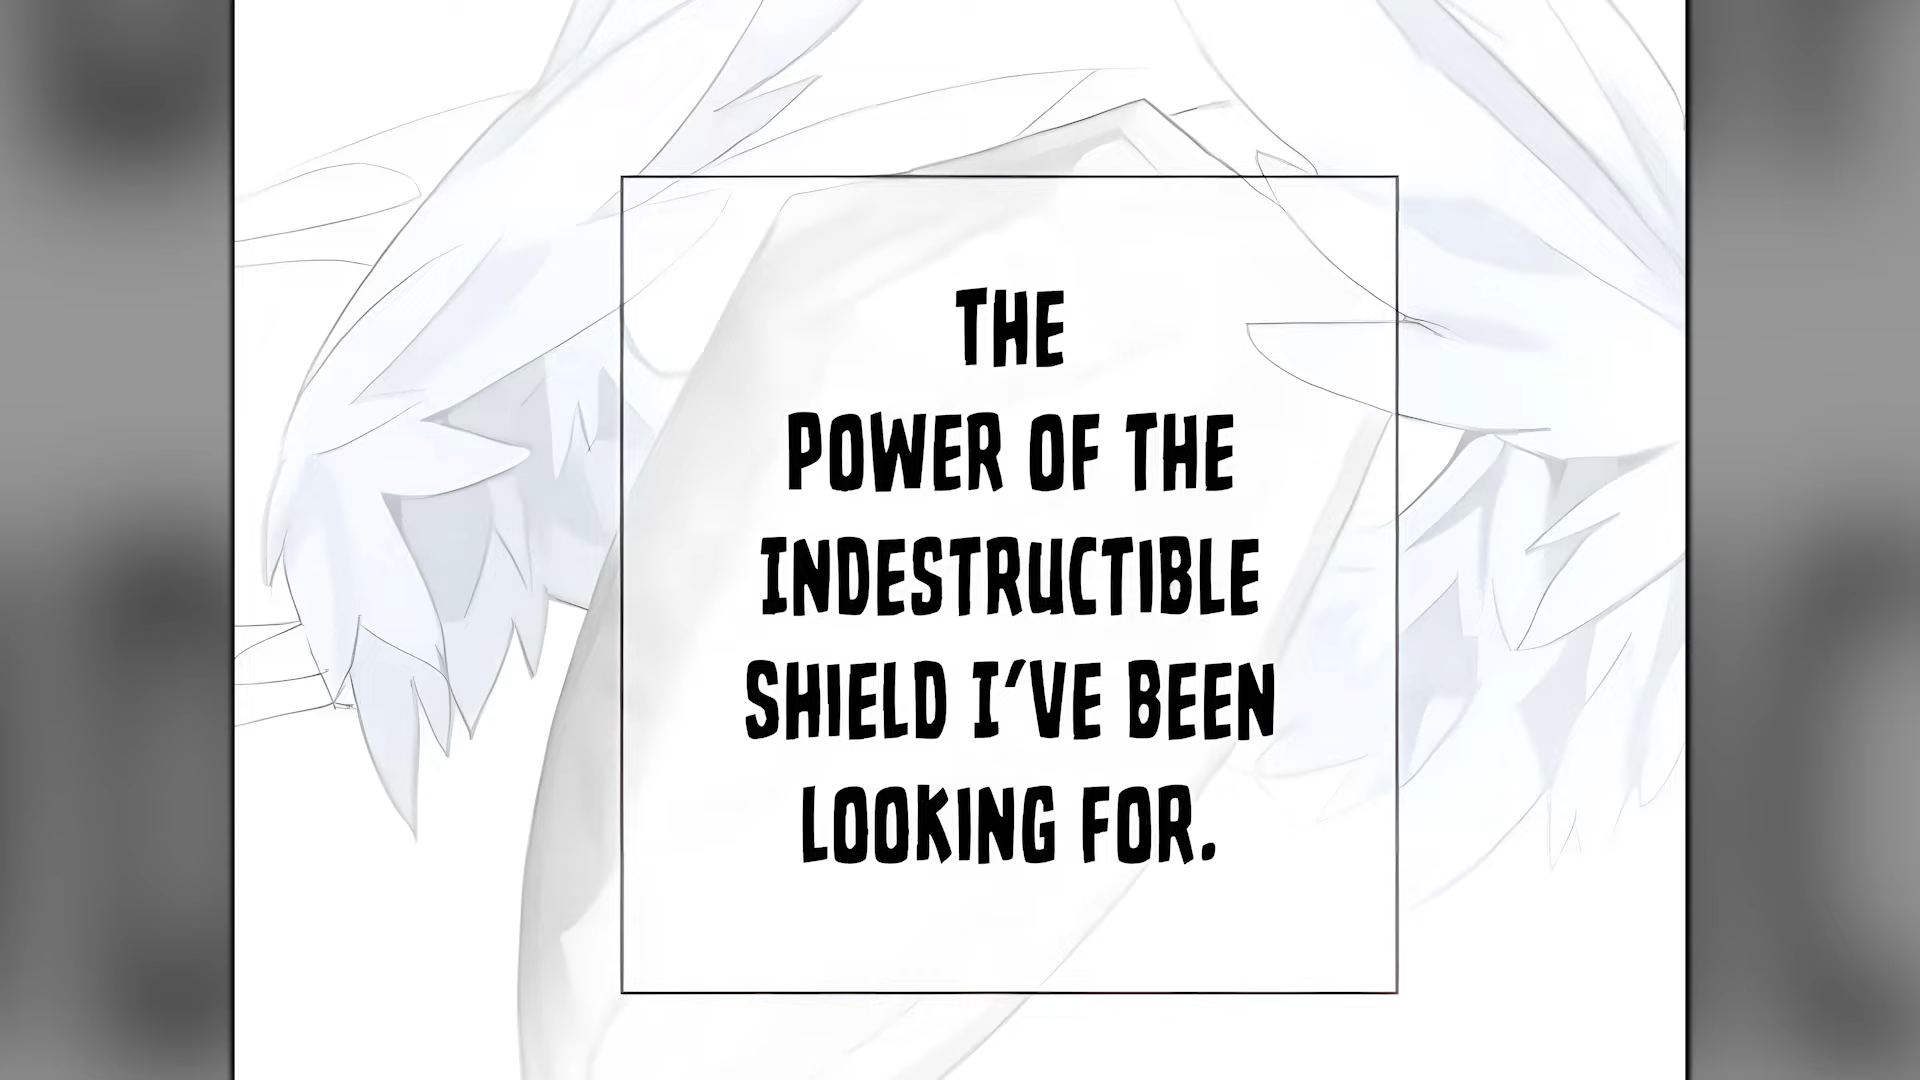 THE
POWER OF THE
INDESTRUCTIBLE
SHIELD I'VE BEEN
LOOKING FOR.